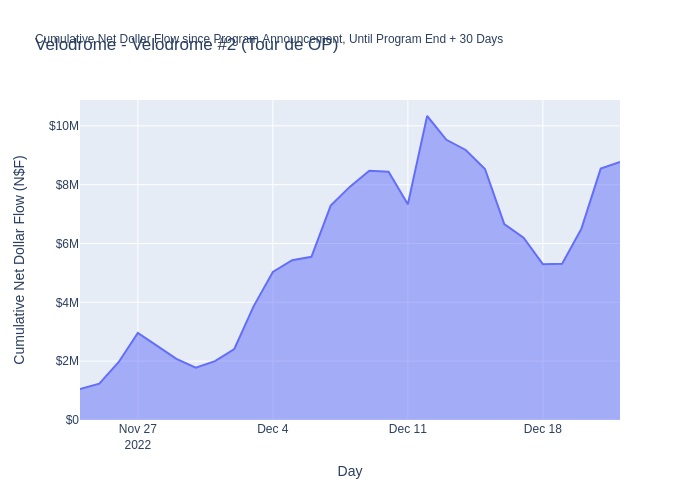 Cumulative Net Dollar Flow since Program Announcement, Until Program End + 30 Days
Velodrome - Velodrome #2 (Tour de OP)
Cumulative Net Dollar Flow (N$F)
$10M
$8M
$6M
$4M
$2M
$0
Nov 27
2022
Dec 4
Dec 11
Dec 18
Day